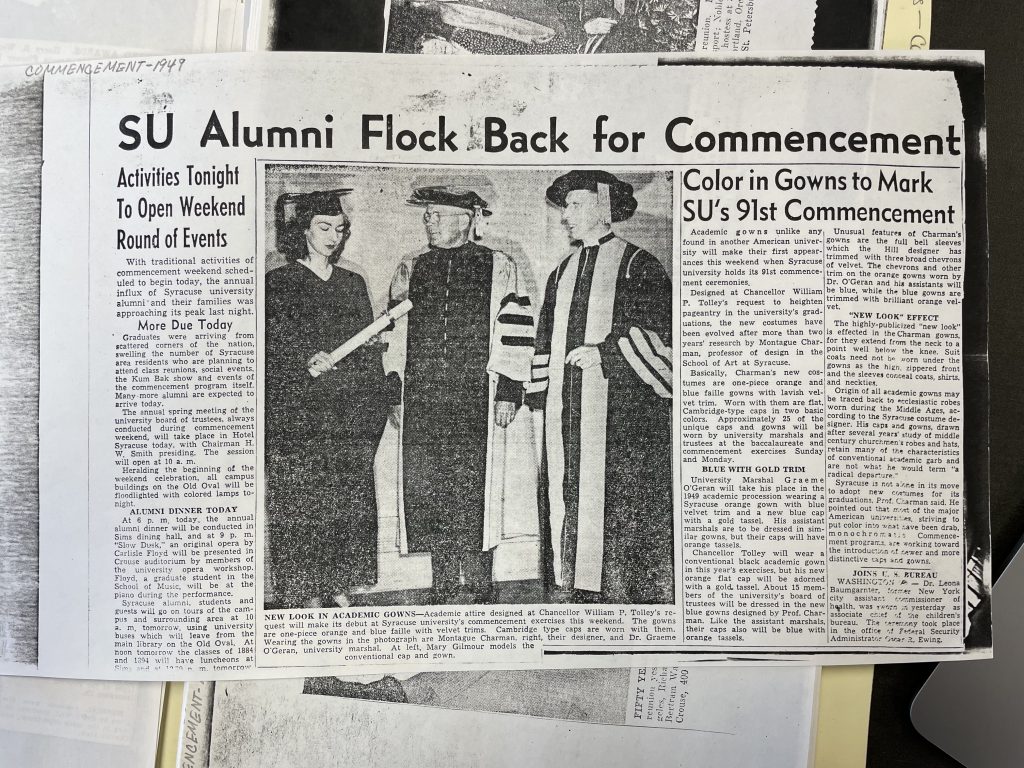 COMMENCEMENT-1949
SU Alumni Flock Back for Commencement
Activities Tonight
To Open Weekend
Round of Events
With traditional activities of
commencement weekend sched-
uled to begin today, the annual
influx of Syracuse university
alumni and their families was
approaching its peak last night.
More Due Today
Graduates were arriving from
scattered corners of the nation,
swelling the number of Syracuse
area residents who are planning to
attend class reunions, social events,
the Kum Bak show and events of
the commencement program itself.
Many more alumni are expected to
arrive today.
The annual spring meeting of the
university board of trustees, always
conducted during commencement
weekend, will take place in Hotel
Syracuse today, with Chairman H.
W. Smith presiding. The session
will open at 10 a. m.
Heralding the beginning of the
weekend celebration, all campus
buildings on the Old Oval will be
floodlighted with colored lamps to-
night.
ALUMNI DINNER TODAY
At 6 p. m. today, the annual
alumni dinner will be conducted in
Sims dining hall, and at 9 p. m.
"Slow Dusk," an original opera by
Carlisle Floyd will be presented in
Crouse auditorium by members of
the university opera workshop.
Floyd, a graduate student in the
School of Music, will be at the
piano during the performance.
Syracuse alumni, students and
guests will go on tours of the cam-
pus and surrounding area at 10
a. m. tomorrow, using university
buses which will leave from the
main library on the Old Oval, At
noon tomorrow the classes of 1884
and 1894 will have luncheons at
Sims and at 12:30 p. m. tomorrow
NEW LOOK IN ACADEMIC GOWNS—Academic attire designed at Chancellor William P. Tolley's re-
quest will make its debut at Syracuse university's commencement exercises this weekend. The gowns
are one-piece orange and blue faille with velvet trims. Cambridge type caps are worn with them.
Wearing the gowns in the photograph are Montague Charman, right, their designer, and Dr. Graeme
O'Geran, university marshal. At left, Mary Gilmour models the
conventional cap and gown.
Color in Gowns to Mark
SU's 91st Commencement
Academic gowns unlike any
found in another American univer-
sity will make their first appear-
ances this weekend when Syracuse
university holds its 91st commence-
ment ceremonies.
Designed at Chancellor William
P. Tolley's request to heighten
pageantry in the university's grad-
uations, the new costumes have
been evolved after more than two
years' research by Montague Char-
man, professor of design in the
School of Art at Syracuse.
Basically, Charman's new cos-
tumes are one-piece orange and
blue faille gowns with lavish vel-
vet trim. Worn with them are flat,
Cambridge-type caps in two basic
colors. Approximately 25 of the
unique caps and gowns will be
worn by university marshals and
trustees at the baccalaureate and
commencement exercises Sunday
and Monday.
BLUE WITH GOLD TRIM
University Marshal Graeme
O'Geran will take his place in the
1949 academic procession wearing a
Syracuse orange gown with blue
velvet trim and a new blue cap
with a gold tassel. His assistant
marshals are to be dressed in sim-
ilar gowns, but their caps will have
orange tassels.
Chancellor Tolley will wear a
conventional black academic gown
in this year's exercises, but his new
orange flat cap will be adorned
with a gold tassel. About 15 mem-
bers of the university's board of
trustees will be dressed in the new
blue gowns designed by Prof. Char-
man. Like the assistant marshals,
their caps also will be blue with
orange tassels.
Unusual features of Charman's
gowns are the full bell sleeves
which the Hill designer has
trimmed with three broad chevrons
of velvet. The chevrons and other
trim on the orange gowns worn by
Dr. O'Geran and his assistants will
be blue, while the blue gowns are
trimmed with brilliant orange vel-
vet.
"NEW LOOK" EFFECT
The highly-publicized "new look"
is effected in the Charman gowns,
for they extend from the neck to a
point well below the knee. Suit
coats need not be worn under the
gowns as the high, zippered front
and the sleeves conceal coats, shirts,
and neckties.
Origin of all academic gowns may
be traced back to ecclesiastic robes
worn during the Middle Ages, ac-
cording to the Syracuse costume de-
signer. His caps and gowns, drawn
after several years' study of middle
century churchmen's robes and hats,
retain many of the characteristics
of conventional academic garb and
are not what he would term "a
radical departure."
Syracuse is not alone in its move
to adopt new costumes for its
graduations, Prof. Charman said. He
pointed out that most of the major
American universities, striving to
put color into what have been drab,
monochromatic Commence-
ment programs, are working toward
the introduction of newer and more
distinctive caps and gowns.
JOINS U. S. BUREAU
WASHINGTON — Dr. Leona
Baumgartner, former New York
city assistant commissioner of
health, was sworn in yesterday as
associate chief of the children's
bureau. The ceremony took place
in the office of Federal Security
Administrator Oscar R. Ewing.
FIFTY YE
reunion yes
geles, Richa
Bertram Wa
Crouse, 400